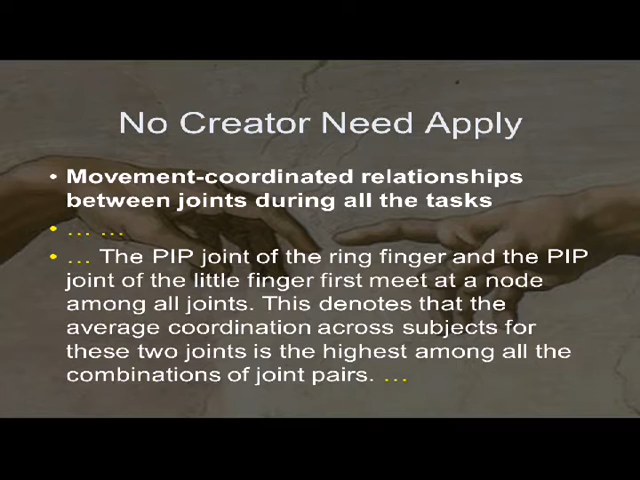 No Creator Need Apply
• Movement-coordinated relationships
between joints during all the tasks
• … …
• … The PIP joint of the ring finger and the PIP
joint of the little finger first meet at a node
among all joints. This denotes that the
average coordination across subjects for
these two joints is the highest among all the
combinations of joint pairs. …